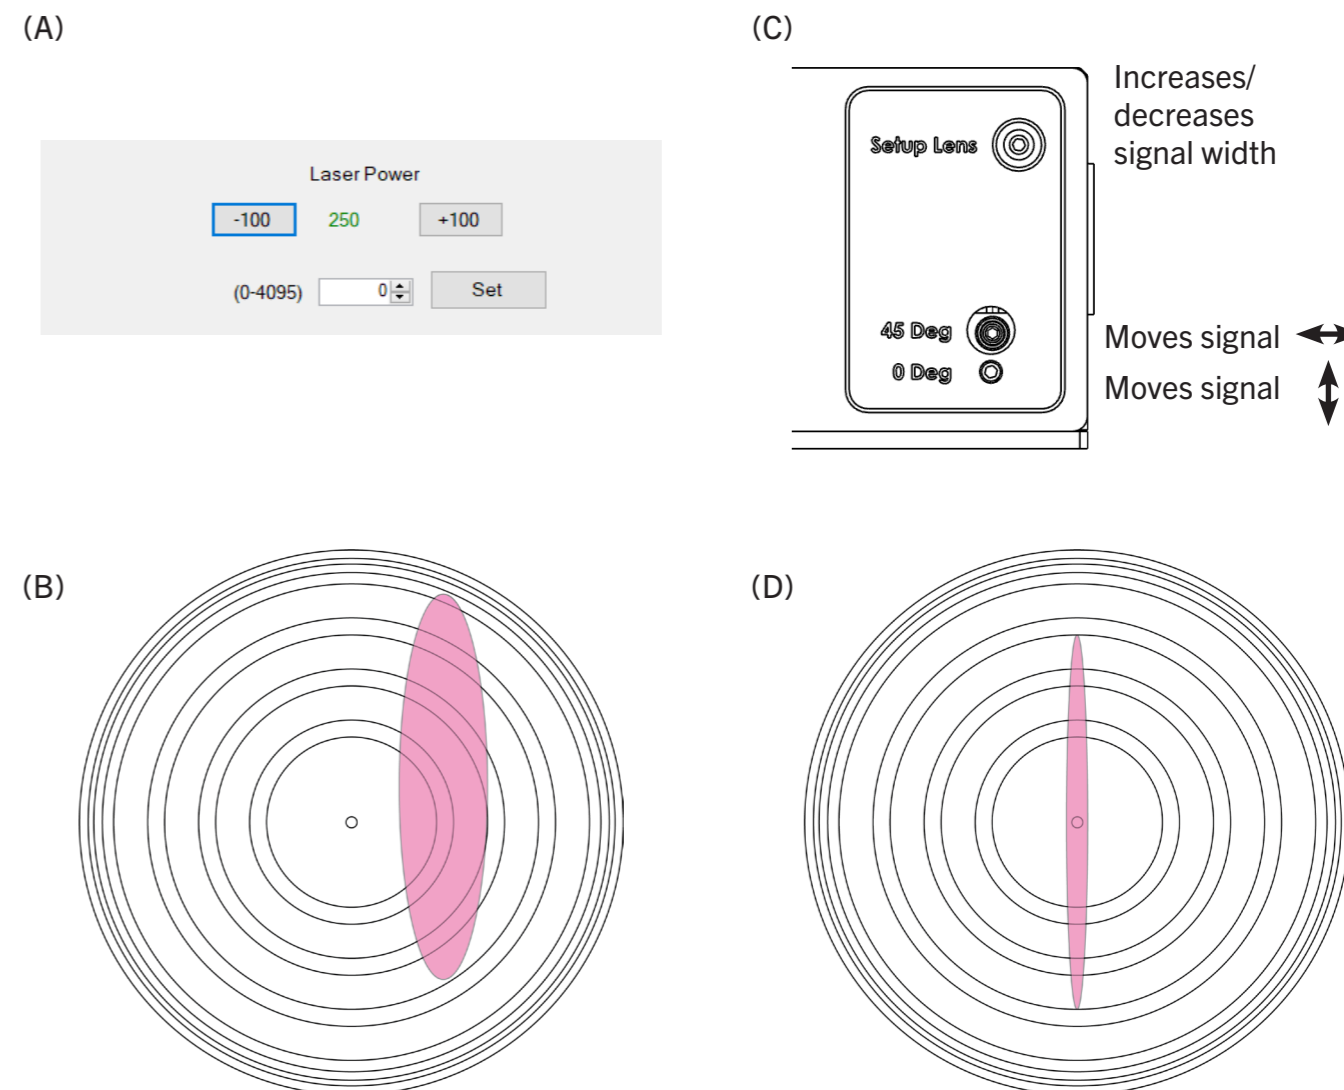 (A)
Laser Power
-100 250 +100
(0-4095) 0 Set
(C)
Setup Lens
Increases/
decreases
signal width
45 Deg
Moves signal
0 Deg
Moves signal
(B)
(D)